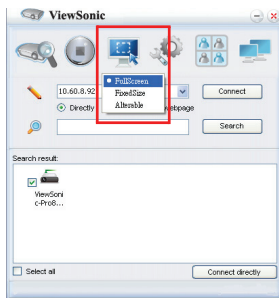 ViewSonic
FullScreen
FixedSize
Alterable
10.60.8.92
Connect
Directly
webpage
Search
Search result:
ViewSoni
c-Pro8...
Select all
Connect directly